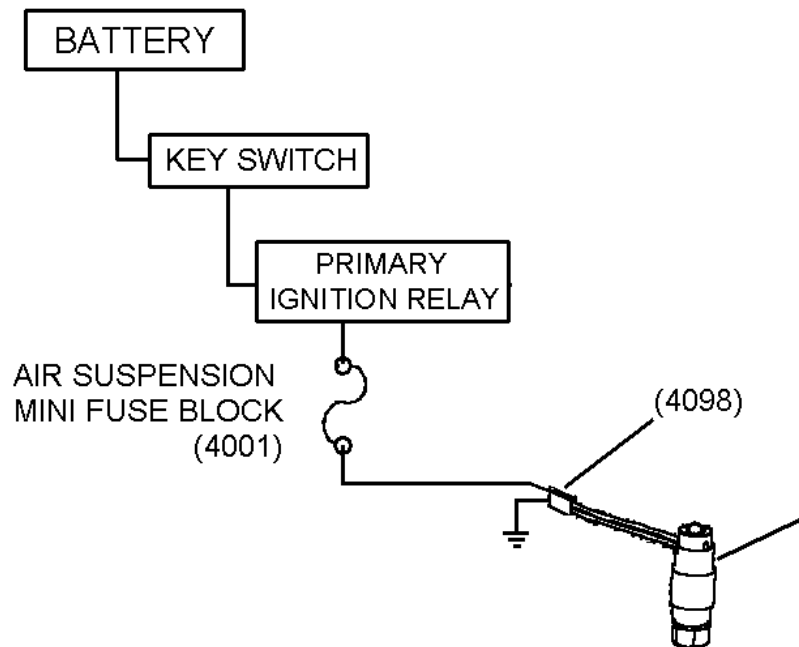 BATTERY
KEY SWITCH
PRIMARY
IGNITION RELAY
AIR SUSPENSION
MINI FUSE BLOCK
(4001)
(4098)